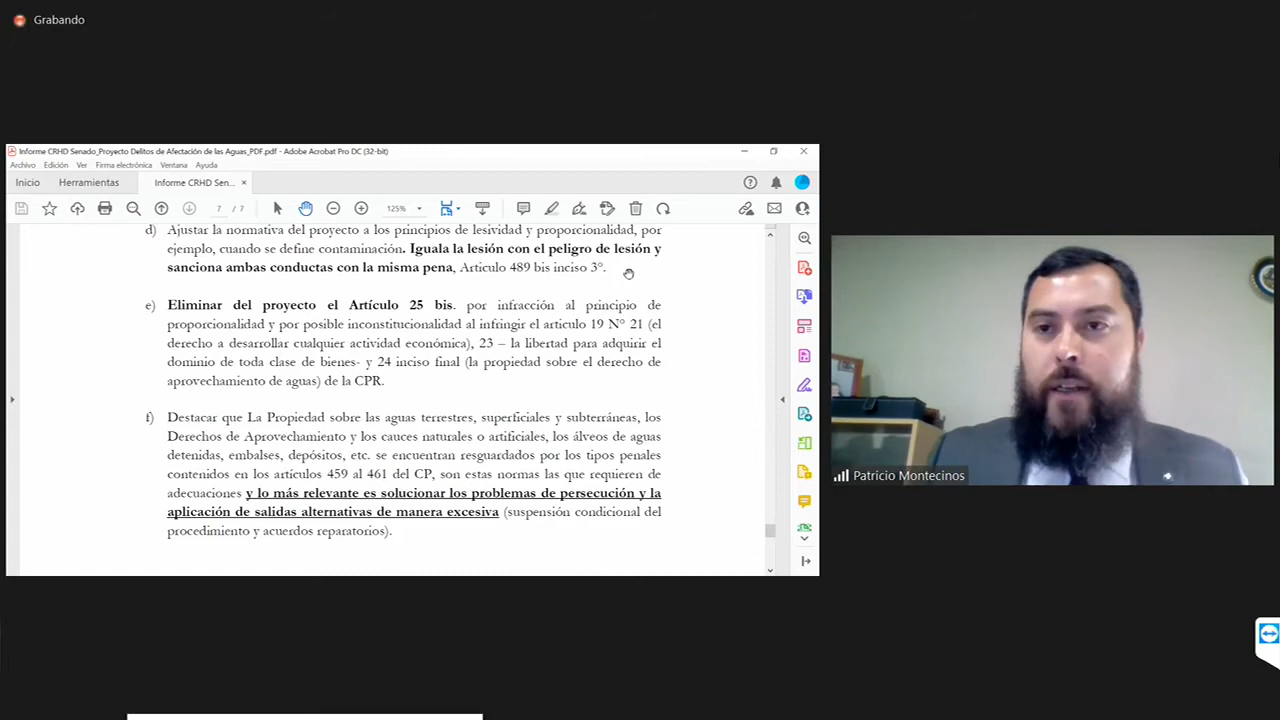 Grabando
Informe CRHD Senado_Proyecto Delitos de Afectación de las Aguas_PDF.pdf - Adobe Acrobat Pro DC (32-bit)
Archivo Edición Ver Firma electrónica Ventana Ayuda
Inicio Herramientas Informe CRHD Sen... ×
7 / 7 125%
d) Ajustar la normativa del proyecto a los principios de lesividad y proporcionalidad, por
ejemplo, cuando se define contaminación. Iguala la lesión con el peligro de lesión y
sanciona ambas conductas con la misma pena, Articulo 489 bis inciso 3°.
e) Eliminar del proyecto el Artículo 25 bis. por infracción al principio de
proporcionalidad y por posible inconstitucionalidad al infringir el articulo 19 N° 21 (el
derecho a desarrollar cualquier actividad económica), 23 – la libertad para adquirir el
dominio de toda clase de bienes- y 24 inciso final (la propiedad sobre el derecho de
aprovechamiento de aguas) de la CPR.
f) Destacar que La Propiedad sobre las aguas terrestres, superficiales y subterráneas, los
Derechos de Aprovechamiento y los cauces naturales o artificiales, los álveos de aguas
detenidas, embalses, depósitos, etc. se encuentran resguardados por los tipos penales
contenidos en los artículos 459 al 461 del CP, son estas normas las que requieren de
adecuaciones y lo más relevante es solucionar los problemas de persecución y la
aplicación de salidas alternativas de manera excesiva (suspensión condicional del
procedimiento y acuerdos reparatorios).
Patricio Montecinos